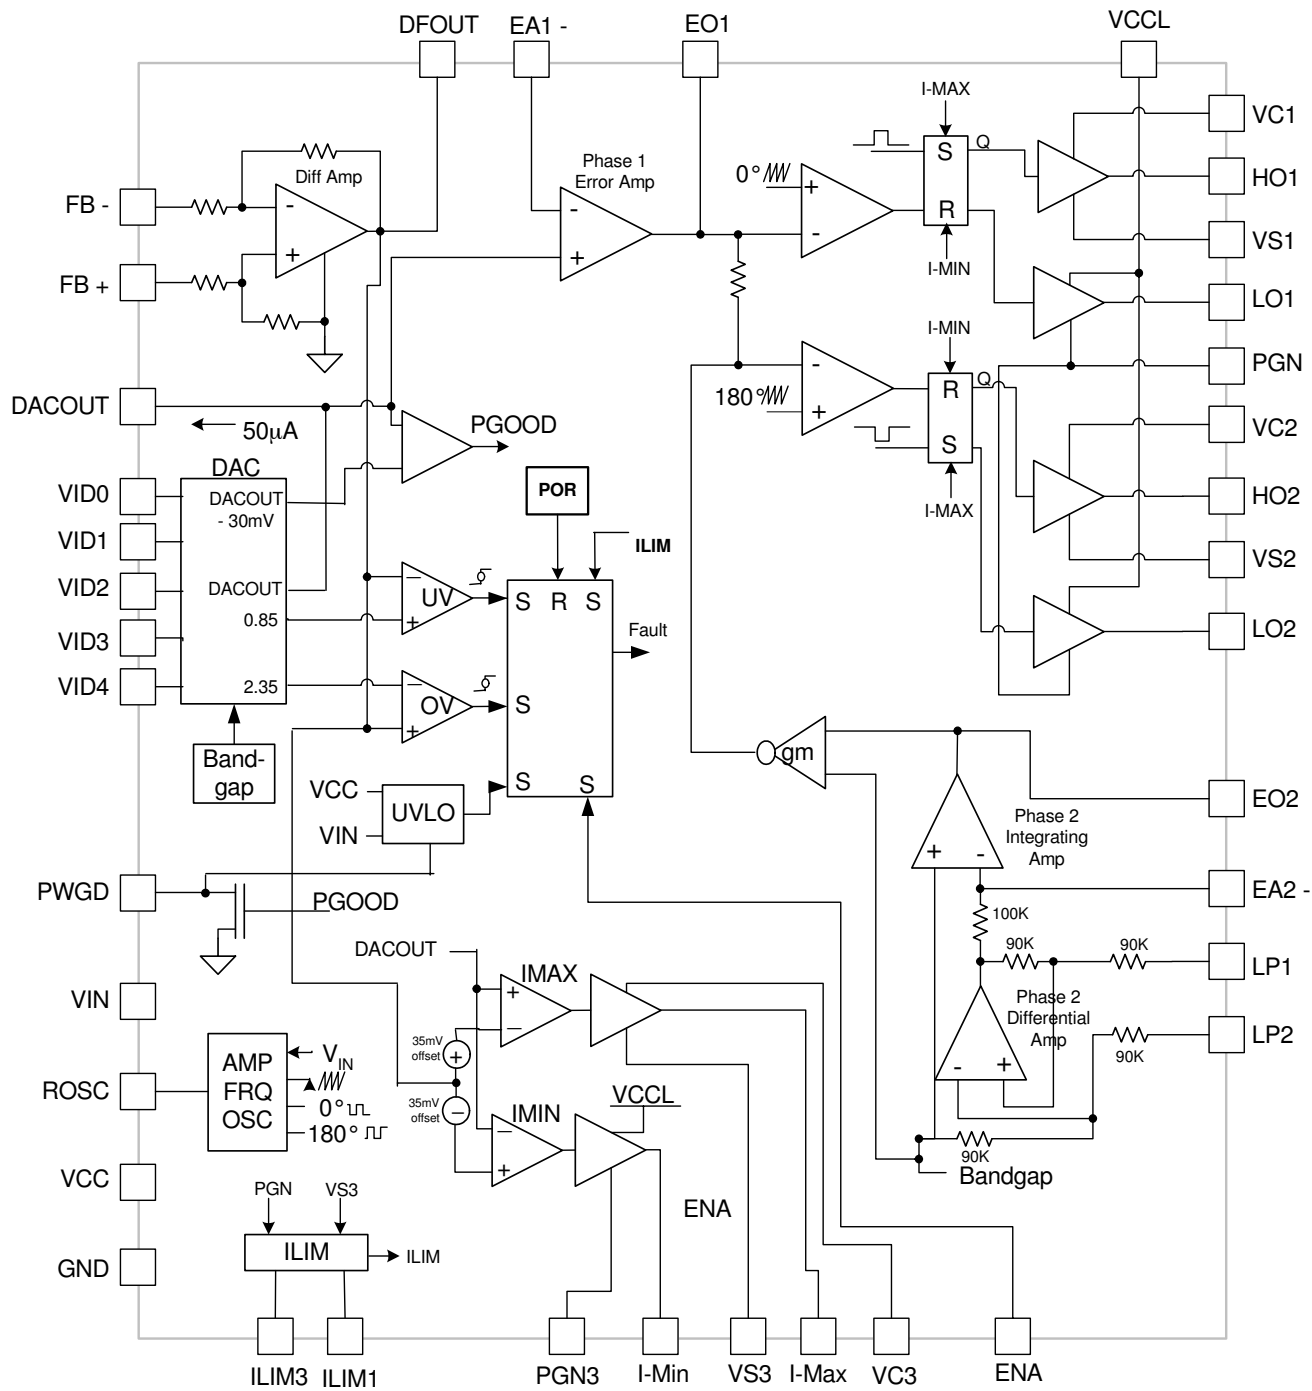 DFOUT
EA1 -
EO1
VCCL
I-MAX
VC1
S
Q
Phase 1
Error Amp
Diff Amp
0°
+
HO1
FB -
-
-
R
+
+
-
VS1
I-MIN
FB +
LO1
I-MIN
PGN
-
180°
+
R
Q
DACOUT
50µA
PGOOD
S
VC2
DAC
POR
VID0
DACOUT
- 30mV
I-MAX
HO2
VID1
ILIM
VS2
VID2
DACOUT
–
UV
+
S
R
S
0.85
Fault
LO2
VID3
VID4
2.35
–
OV
+
S
Band-
gap
gm
VCC
UVLO
VIN
S
S
EO2
Phase 2
Integrating
Amp
+
-
PWGD
PGOOD
EA2 -
100K
DACOUT
90K
90K
LP1
IMAX
+
–
VIN
Phase 2
Differential
Amp
35mV
offset
+
90K
LP2
AMP
FRQ
OSC
VIN
0°
180°
ROSC
-
+
35mV
offset
–
VCCL
IMIN
–
+
90K
Bandgap
VCC
PGN
VS3
ENA
ILIM
ILIM
GND
ILIM3
ILIM1
PGN3
I-Min
VS3
I-Max
VC3
ENA